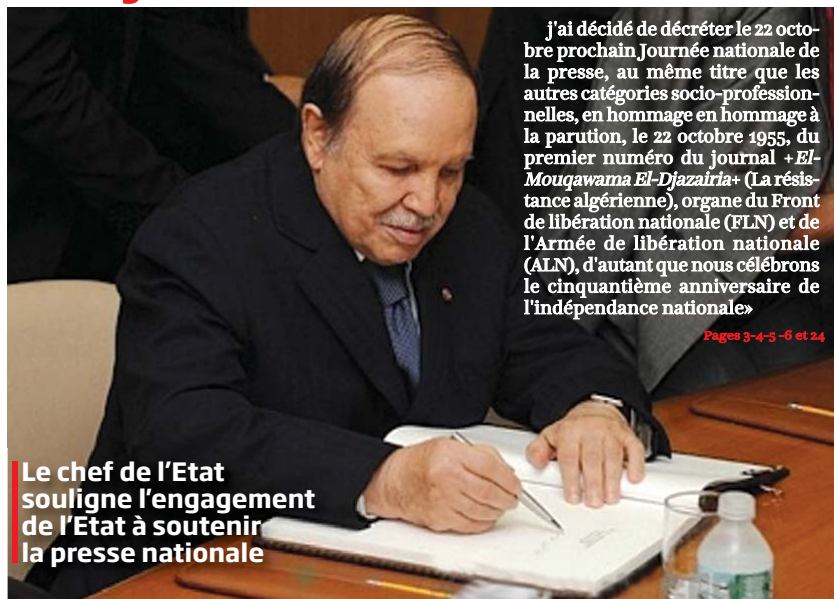 j'ai décidé de décréter le 22 octo-
bre prochain Journée nationale de
la presse, au même titre que les
autres catégories socio-profession-
nelles, en hommage en hommage à
la parution, le 22 octobre 1955, du
premier numéro du journal +El-
Mouqawama El-Djazairia+ (La résis-
tance algérienne), organe du Front
de libération nationale (FLN) et de
l'Armée de libération nationale
(ALN), d'autant que nous célébrons
le cinquantième anniversaire de
l'indépendance nationale»
Pages 3-4-5 -6 et 24
Le chef de l'Etat
souligne l'engagement
de l'Etat à soutenir
la presse nationale